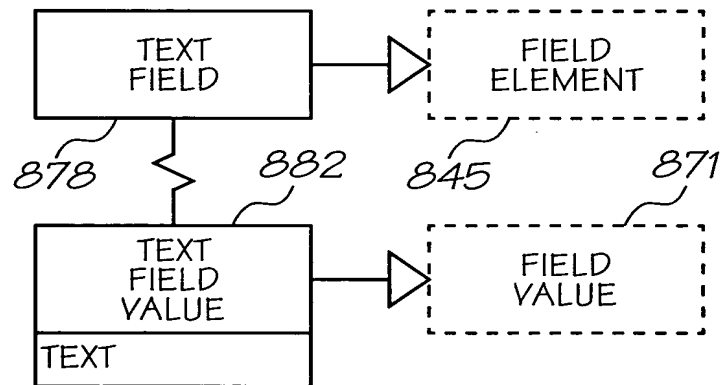 TEXT
FIELD
FIELD
ELEMENT
878
882
845
871
TEXT
FIELD
VALUE
FIELD
VALUE
TEXT